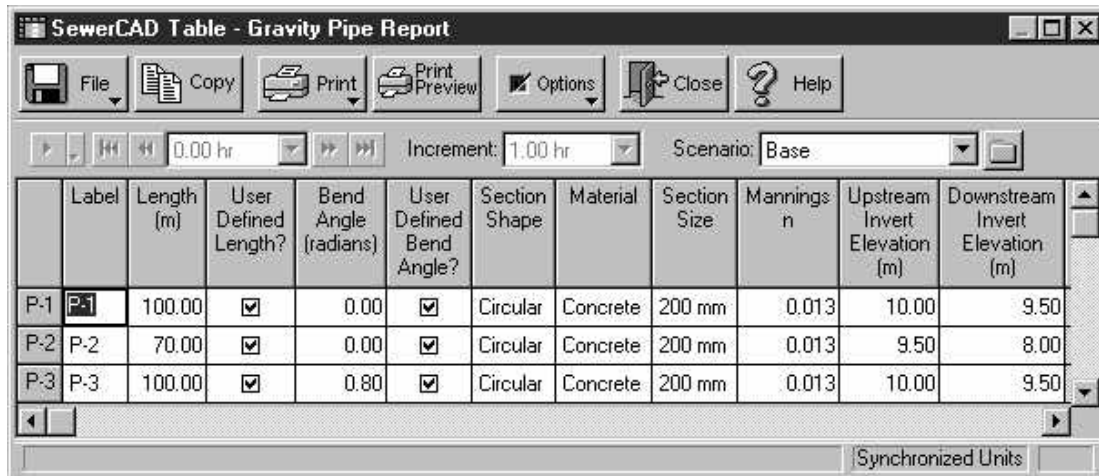 SewerCAD Table - Gravity Pipe Report
File Copy Print Print Preview Options Close Help
0.00 hr Increment: 1.00 hr Scenario: Base
Label Length (m) User Defined Length? Bend Angle (radians) User Defined Bend Angle? Section Shape Material Section Size Mannings n Upstream Invert Elevation (m) Downstream Invert Elevation (m)
P-1 P-1 100.00 0.00 Circular Concrete 200 mm 0.013 10.00 9.50
P-2 P-2 70.00 0.00 Circular Concrete 200 mm 0.013 9.50 8.00
P-3 P-3 100.00 0.80 Circular Concrete 200 mm 0.013 10.00 9.50
Synchronized Units